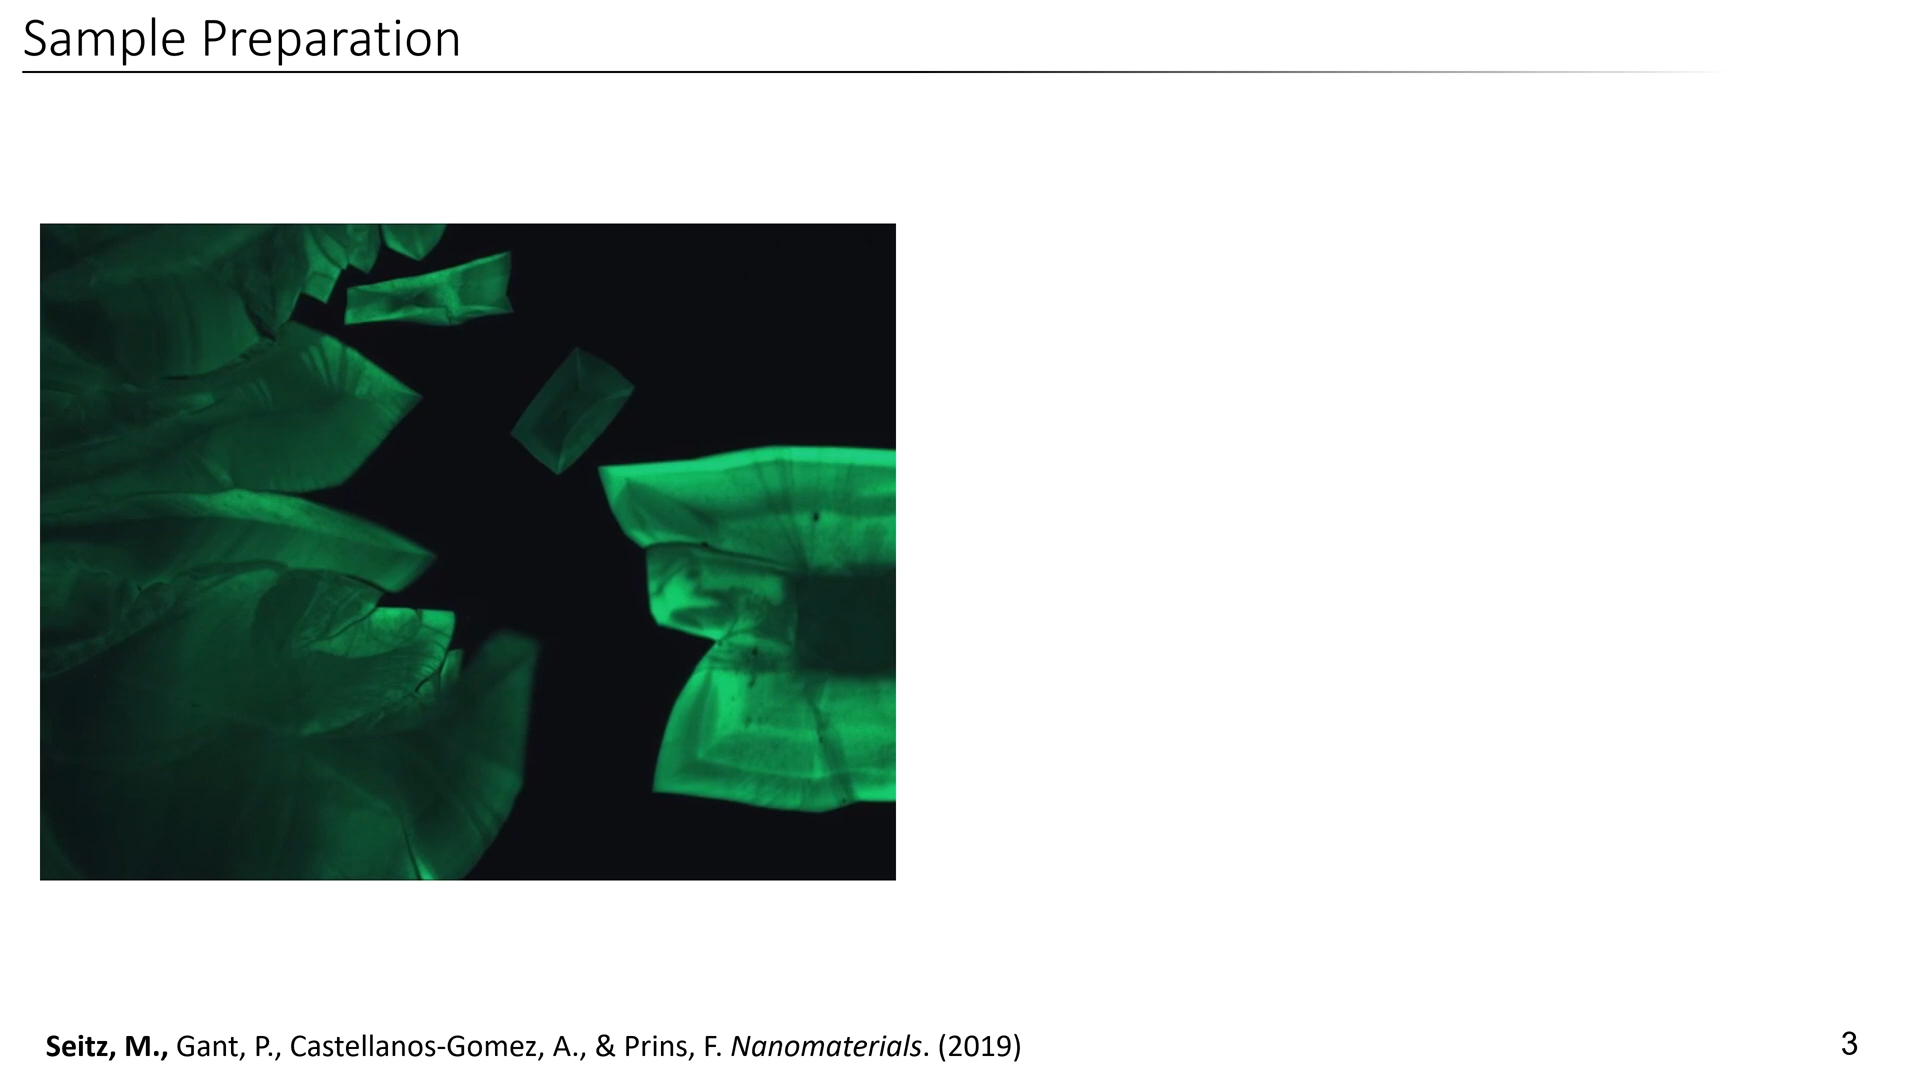 Sample Preparation
Seitz, M., Gant, P., Castellanos-Gomez, A., & Prins, F. Nanomaterials. (2019)
3